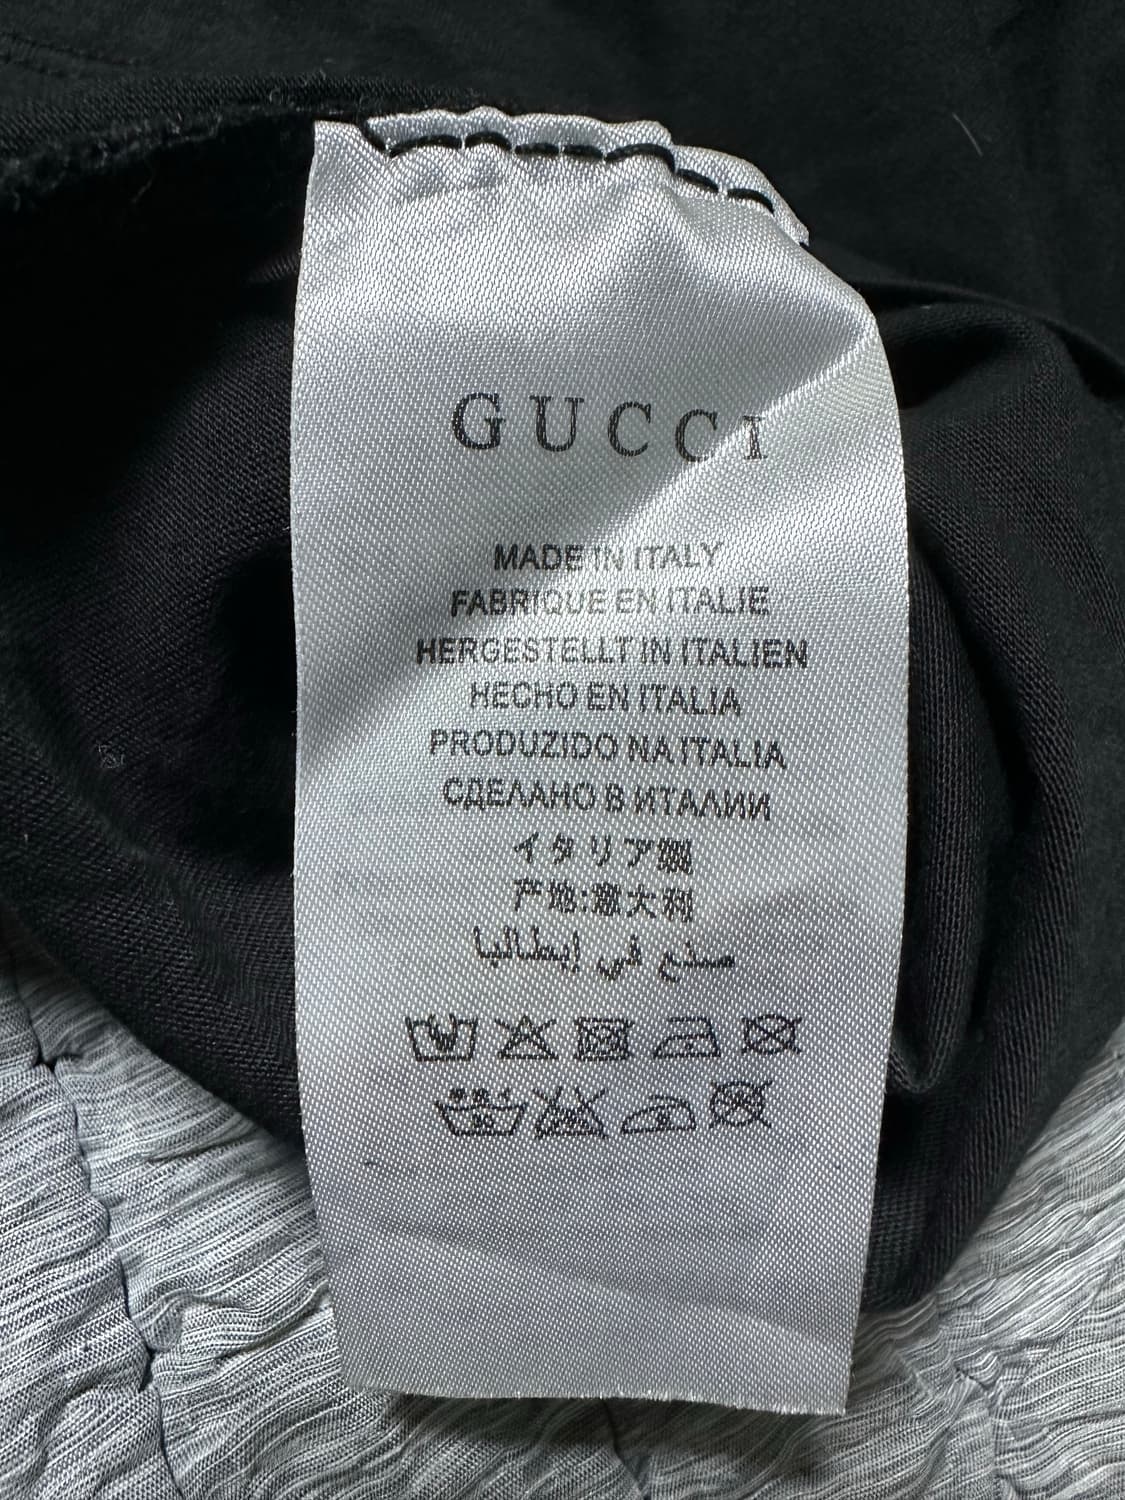 GUCCI
MADE IN ITALY
FABRIQUE EN ITALIE
HERGESTELLT IN ITALIEN
HECHO EN ITALIA
PRODUZIDO NA ITALIA
СДЕЛАНО В ИТАЛИИ
イタリア製
产地:意大利
صنع في إيطاليا